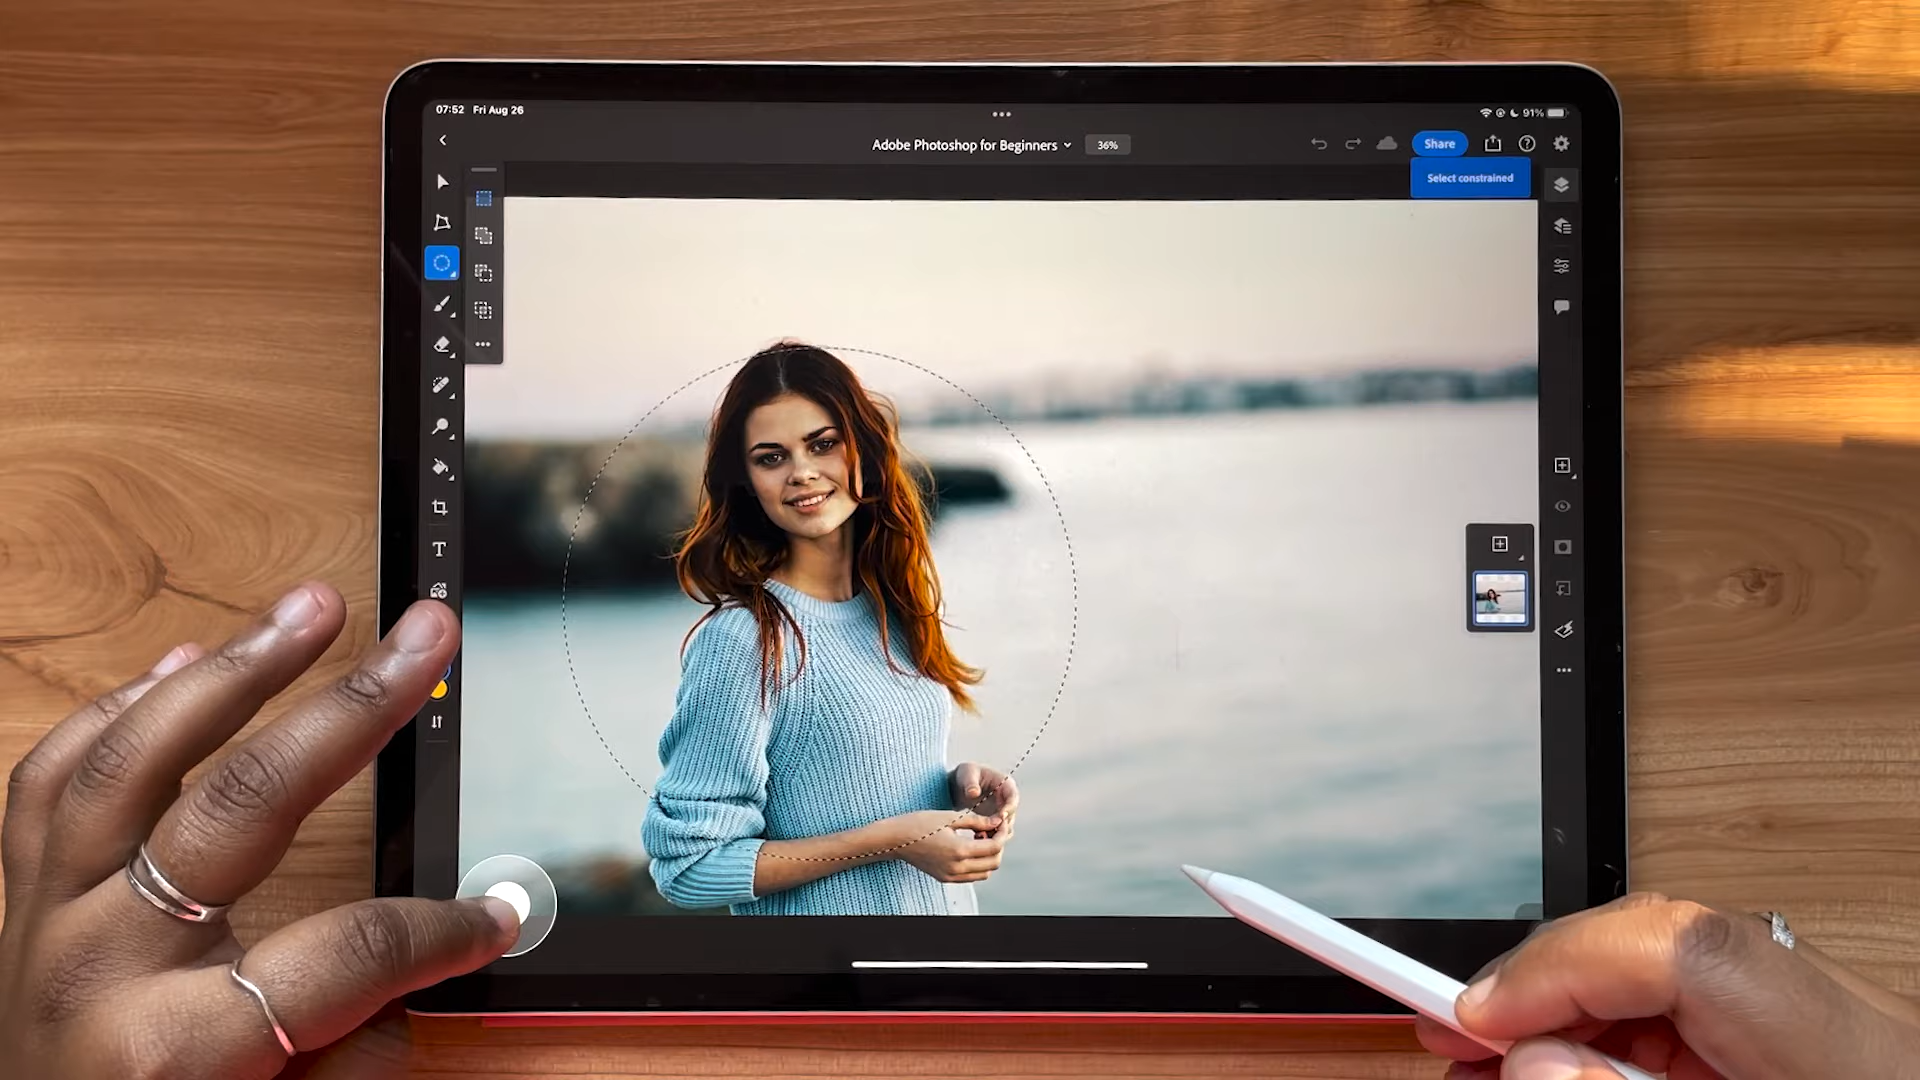 07:52 Fri Aug 26
91%
Adobe Photoshop for Beginners
36%
Share
Select constrained
T